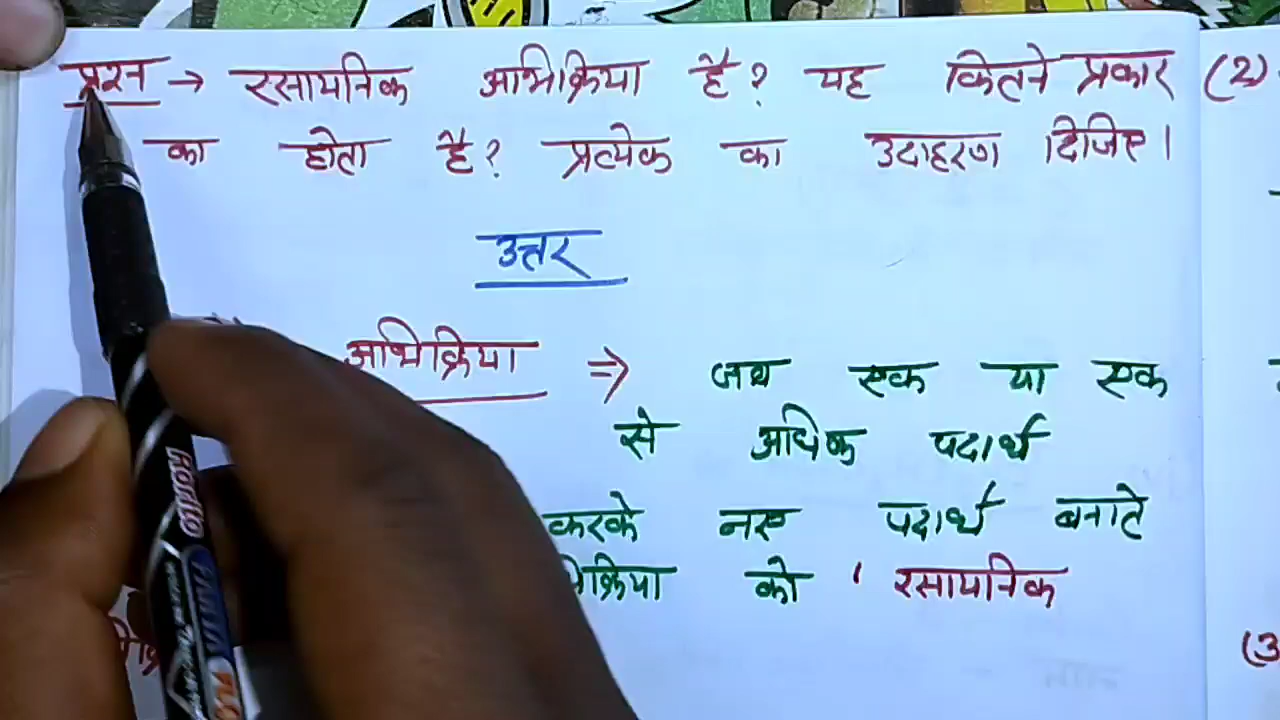 प्रश्न → रसायनिक अभिक्रिया है? यह कितने प्रकार (2)
का होता है? प्रत्येक का उदाहरण दिजिए।
उत्तर
अभिक्रिया ⇒ जब एक या एक
से अधिक पदार्थ
करके नए पदार्थ बनाते
को ' रसायनिक